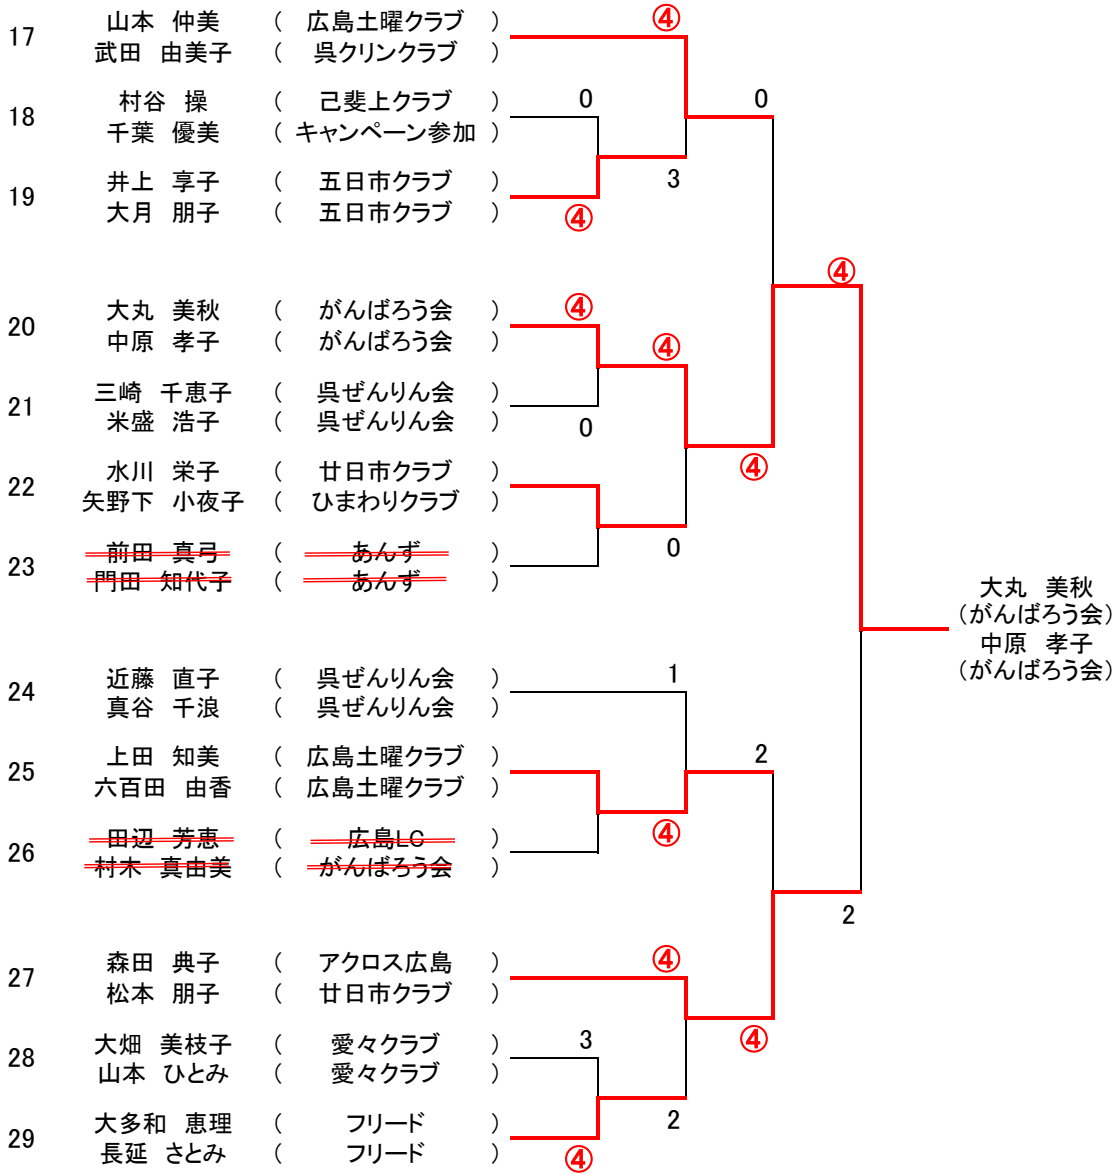 ④
17 山本 仲美 ( 広島土曜クラブ )
武田 由美子 ( 呉クリンクラブ )
0 0
18 村谷 操 ( 己斐上クラブ )
千葉 優美 ( キャンペーン参加 )
3
19 井上 享子 ( 五日市クラブ )
大月 朋子 ( 五日市クラブ )
④
④
20 大丸 美秋 ( がんばろう会 ) ④
中原 孝子 ( がんばろう会 )
④
21 三崎 千恵子 ( 呉ぜんりん会 )
米盛 浩子 ( 呉ぜんりん会 )
0
22 水川 栄子 ( 廿日市クラブ ) ④
矢野下 小夜子 ( ひまわりクラブ )
0
23 前田 真弓 ( あんず )
門田 知代子 ( あんず )
大丸 美秋
(がんばろう会)
中原 孝子
(がんばろう会)
24 近藤 直子 ( 呉ぜんりん会 ) 1
真谷 千浪 ( 呉ぜんりん会 )
25 上田 知美 ( 広島土曜クラブ ) 2
六百田 由香 ( 広島土曜クラブ )
④
26 田辺 芳恵 ( 広島LC )
村木 真由美 ( がんばろう会 )
2
27 森田 典子 ( アクロス広島 ) ④
松本 朋子 ( 廿日市クラブ )
28 大畑 美枝子 ( 愛々クラブ ) 3 ④
山本 ひとみ ( 愛々クラブ )
2
29 大多和 恵理 ( フリード )
長延 さとみ ( フリード ) ④